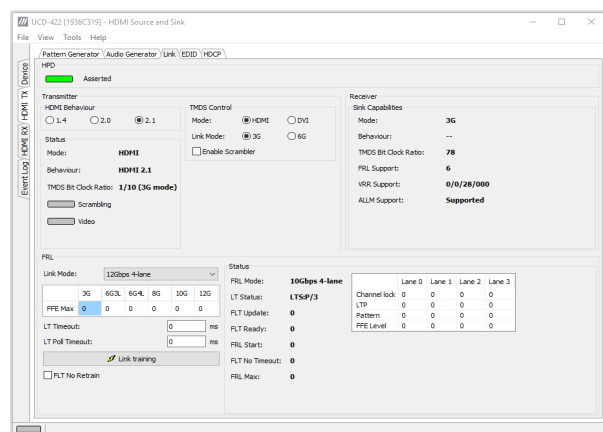 UCD-422 [1936C319] - HDMI Source and Sink
File View Tools Help
Pattern Generator Audio Generator Link EDID HDCP
Device
HDMI TX
HDMI RX
Event Log
HPD
Asserted
Transmitter
HDMI Behaviour
1.4 2.0 2.1
Status
Mode: HDMI
Behaviour: HDMI 2.1
TMDS Bit Clock Ratio: 1/10 (3G mode)
Scrambling
Video
TMDS Control
Mode: HDMI DVI
Link Mode: 3G 6G
Enable Scrambler
Receiver
Sink Capabilities
Mode: 3G
Behaviour: --
TMDS Bit Clock Ratio: 78
FRL Support: 6
VRR Support: 0/0/28/000
ALLM Support: Supported
FRL
Link Mode: 12Gbps 4-lane
3G 6G3L 6G4L 8G 10G 12G
FFE Max 0 0 0 0 0 0
LT Timeout: 0 ms
LT Poll Timeout: 0 ms
Link training
FLT No Retrain
Status
FRL Mode: 10Gbps 4-lane
LT Status: LTS:P/3
FLT Update: 0
FLT Ready: 0
FRL Start: 0
FLT No Timeout: 0
FRL Max: 0
Lane 0 Lane 1 Lane 2 Lane 3
Channel lock 0 0 0 0
LTP 0 0 0 0
Pattern 0 0 0 0
FFE Level 0 0 0 0